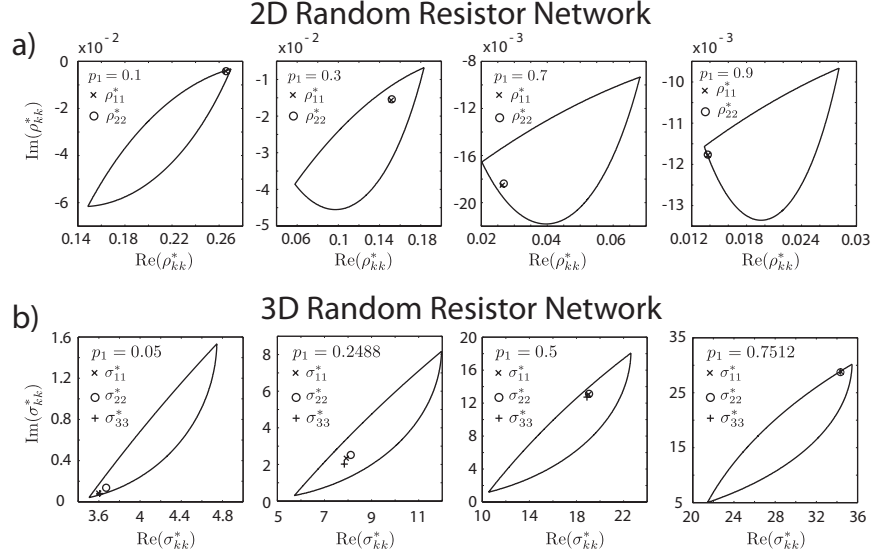 2D Random Resistor Network
a)
x10⁻² x10⁻² x10⁻³ x10⁻³
Im(ρ*kk)
0
-2
-4
-6
p₁ = 0.1
× ρ*₁₁
○ ρ*₂₂
0.14 0.18 0.22 0.26
Re(ρ*kk)
-1
-2
-3
-4
-5
p₁ = 0.3
× ρ*₁₁
○ ρ*₂₂
0.06 0.1 0.14 0.18
Re(ρ*kk)
-8
-12
-16
-20
p₁ = 0.7
× ρ*₁₁
○ ρ*₂₂
0.02 0.04 0.06
Re(ρ*kk)
-10
-11
-12
-13
p₁ = 0.9
× ρ*₁₁
○ ρ*₂₂
0.012 0.018 0.024 0.03
Re(ρ*kk)
3D Random Resistor Network
b)
Im(σ*kk)
1.6
1.2
0.8
0.4
0
p₁ = 0.05
× σ*₁₁
○ σ*₂₂
+ σ*₃₃
3.6 4 4.4 4.8
Re(σ*kk)
8
6
4
2
0
p₁ = 0.2488
× σ*₁₁
○ σ*₂₂
+ σ*₃₃
5 7 9 11
Re(σ*kk)
20
16
12
8
4
0
p₁ = 0.5
× σ*₁₁
○ σ*₂₂
+ σ*₃₃
10 14 18 22
Re(σ*kk)
35
25
15
5
p₁ = 0.7512
× σ*₁₁
○ σ*₂₂
+ σ*₃₃
20 24 28 32 36
Re(σ*kk)